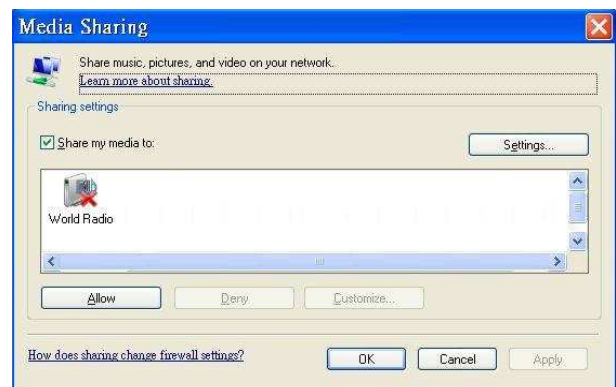 Media Sharing
Share music, pictures, and video on your network.
Learn more about sharing.
Sharing settings
Share my media to:
Settings...
World Radio
Allow
Deny
Customize...
How does sharing change firewall settings?
OK
Cancel
Apply